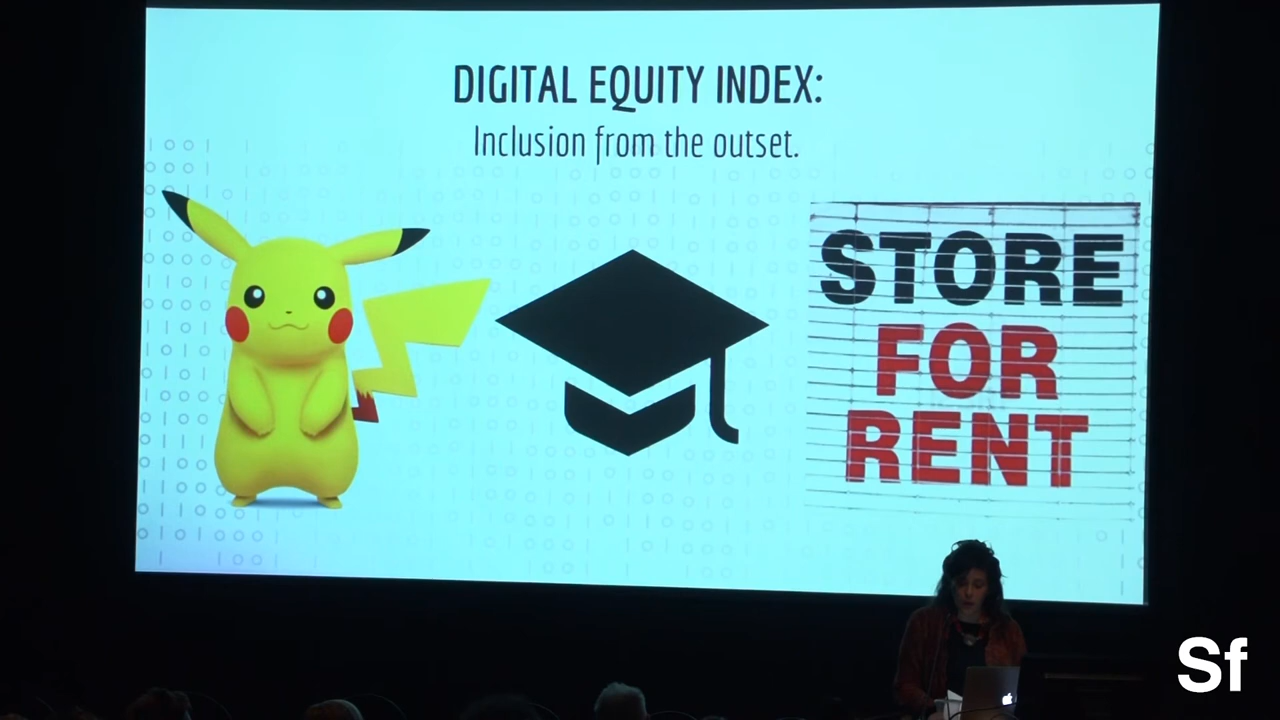 DIGITAL EQUITY INDEX:
Inclusion from the outset.
STORE
FOR
RENT
Sf